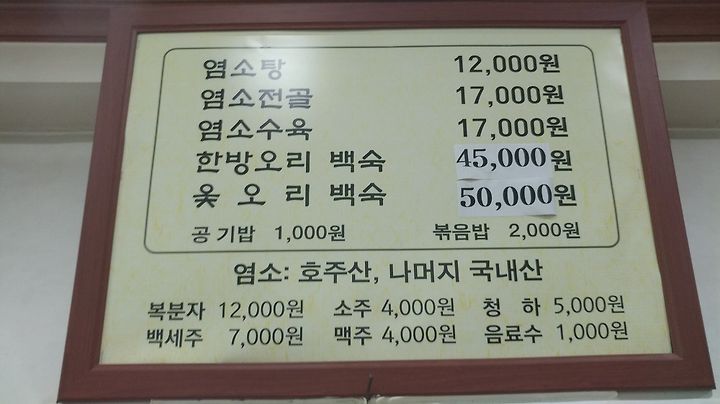 염소탕 12,000원
염소전골 17,000원
염소수육 17,000원
한방오리 백숙 45,000원
옻 오 리 백숙 50,000원
공기밥 1,000원 볶음밥 2,000원
염소: 호주산, 나머지 국내산
복분자 12,000원 소주 4,000원 청 하 5,000원
백세주 7,000원 맥주 4,000원 음료수 1,000원